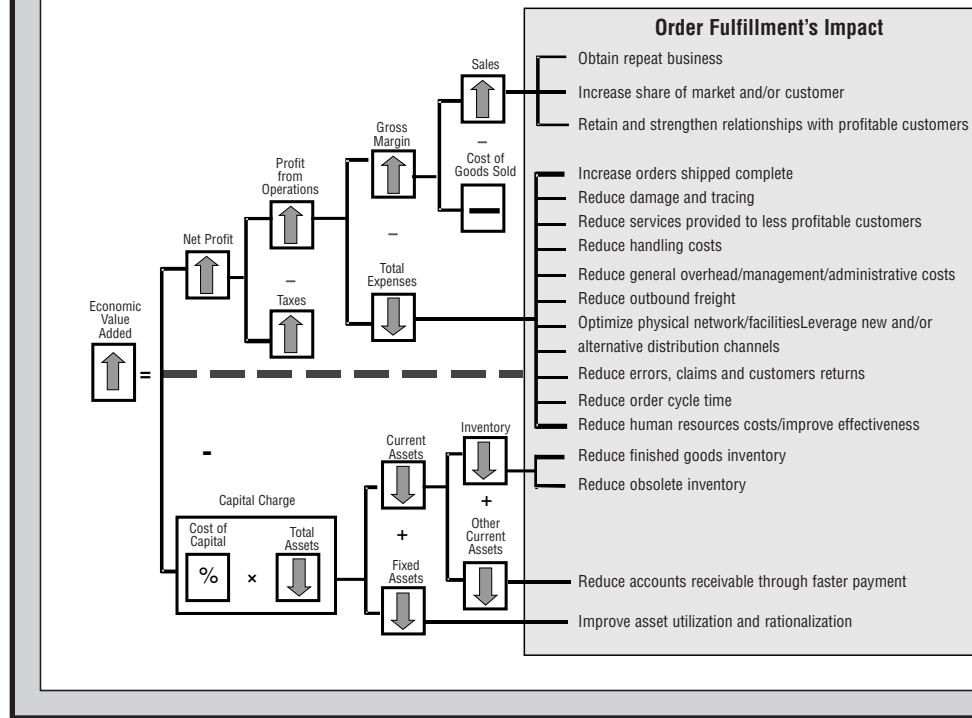 Order Fulfillment's Impact
Sales
Obtain repeat business
Increase share of market and/or customer
Retain and strengthen relationships with profitable customers
Gross
Margin
–
Cost of
Goods Sold
Profit
from
Operations
Increase orders shipped complete
Reduce damage and tracing
Reduce services provided to less profitable customers
Reduce handling costs
Reduce general overhead/management/administrative costs
Reduce outbound freight
Optimize physical network/facilitiesLeverage new and/or
alternative distribution channels
Reduce errors, claims and customers returns
Reduce order cycle time
Reduce human resources costs/improve effectiveness
Net Profit
–
–
Total
Expenses
Taxes
Economic
Value
Added
=
-
Capital Charge
Cost of
Capital
%
×
Total
Assets
Current
Assets
+
Fixed
Assets
Inventory
+
Other
Current
Assets
Reduce finished goods inventory
Reduce obsolete inventory
Reduce accounts receivable through faster payment
Improve asset utilization and rationalization